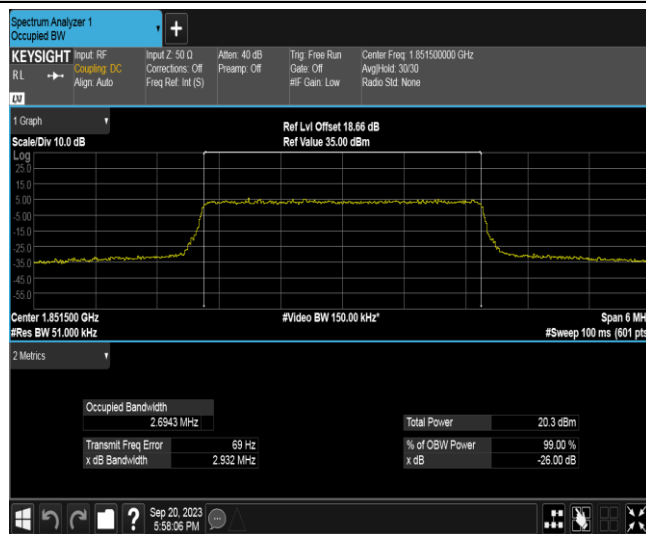 Spectrum Analyzer 1
Occupied BW
+
KEYSIGHT
RL
LXI
Input: RF
Coupling: DC
Align: Auto
Input Z: 50 Ω
Corrections: Off
Freq Ref: Int (S)
Atten: 40 dB
Preamp: Off
Trig: Free Run
Gate: Off
#IF Gain: Low
Center Freq: 1.851500000 GHz
Avg|Hold: 30/30
Radio Std: None
1 Graph
Scale/Div 10.0 dB
Ref Lvl Offset 18.66 dB
Ref Value 35.00 dBm
Log
25.0
15.0
5.00
-5.00
-15.0
-25.0
-35.0
-45.0
-55.0
Center 1.851500 GHz
#Video BW 150.00 kHz*
Span 6 MH
#Res BW 51.000 kHz
#Sweep 100 ms (601 pts
2 Metrics
Occupied Bandwidth
2.6943 MHz
Total Power 20.3 dBm
Transmit Freq Error 69 Hz
% of OBW Power 99.00 %
x dB Bandwidth 2.932 MHz
x dB -26.00 dB
?
Sep 20, 2023
5:58:06 PM